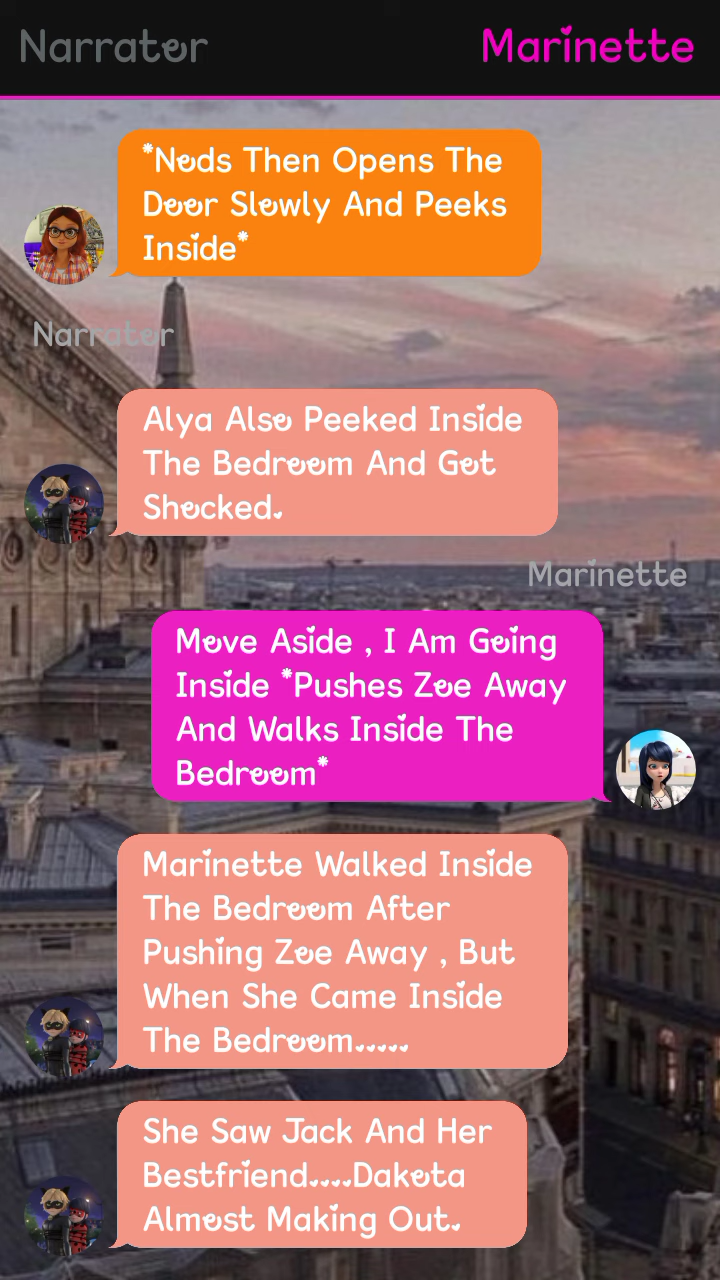 Narrator
Marinette
*Nods Then Opens The
Door Slowly And Peeks
Inside*
Narrator
Alya Also Peeked Inside
The Bedroom And Got
Shocked.
Marinette
Move Aside , I Am Going
Inside *Pushes Zoe Away
And Walks Inside The
Bedroom*
Marinette Walked Inside
The Bedroom After
Pushing Zoe Away , But
When She Came Inside
The Bedroom.....
She Saw Jack And Her
Bestfriend....Dakota
Almost Making Out.